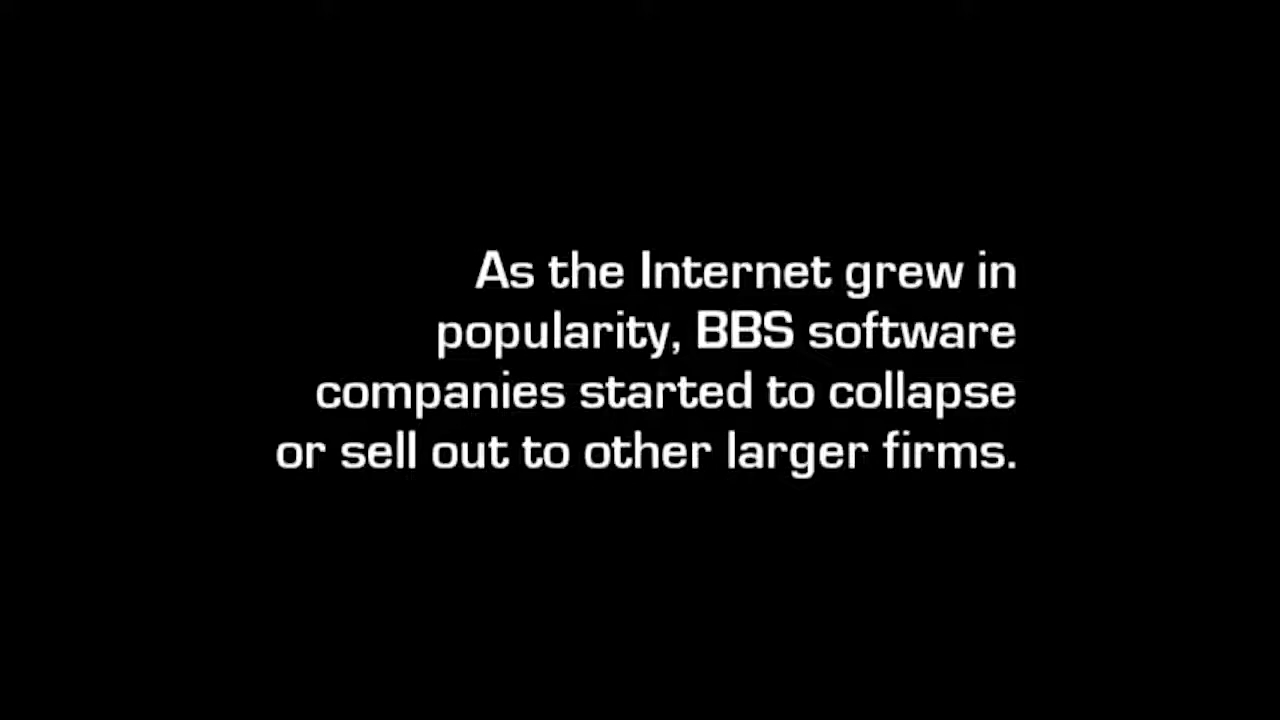 As the Internet grew in
popularity, BBS software
companies started to collapse
or sell out to other larger firms.